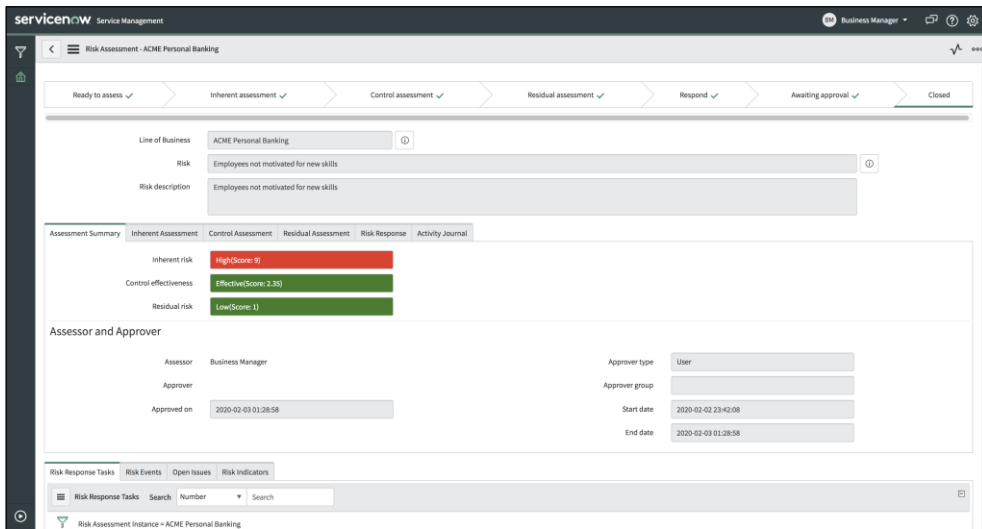 servicenow Service Management
BM Business Manager
Risk Assessment - ACME Personal Banking
Ready to assess Inherent assessment Control assessment Residual assessment Respond Awaiting approval Closed
Line of Business ACME Personal Banking
Risk Employees not motivated for new skills
Risk description Employees not motivated for new skills
Assessment Summary Inherent Assessment Control Assessment Residual Assessment Risk Response Activity Journal
Inherent risk High(Score: 9)
Control effectiveness Effective(Score: 2.35)
Residual risk Low(Score: 1)
Assessor and Approver
Assessor Business Manager Approver type User
Approver Approver group
Approved on 2020-02-03 01:28:58 Start date 2020-02-02 23:42:08
End date 2020-02-03 01:28:58
Risk Response Tasks Risk Events Open Issues Risk Indicators
Risk Response Tasks Search Number Search
Risk Assessment Instance = ACME Personal Banking